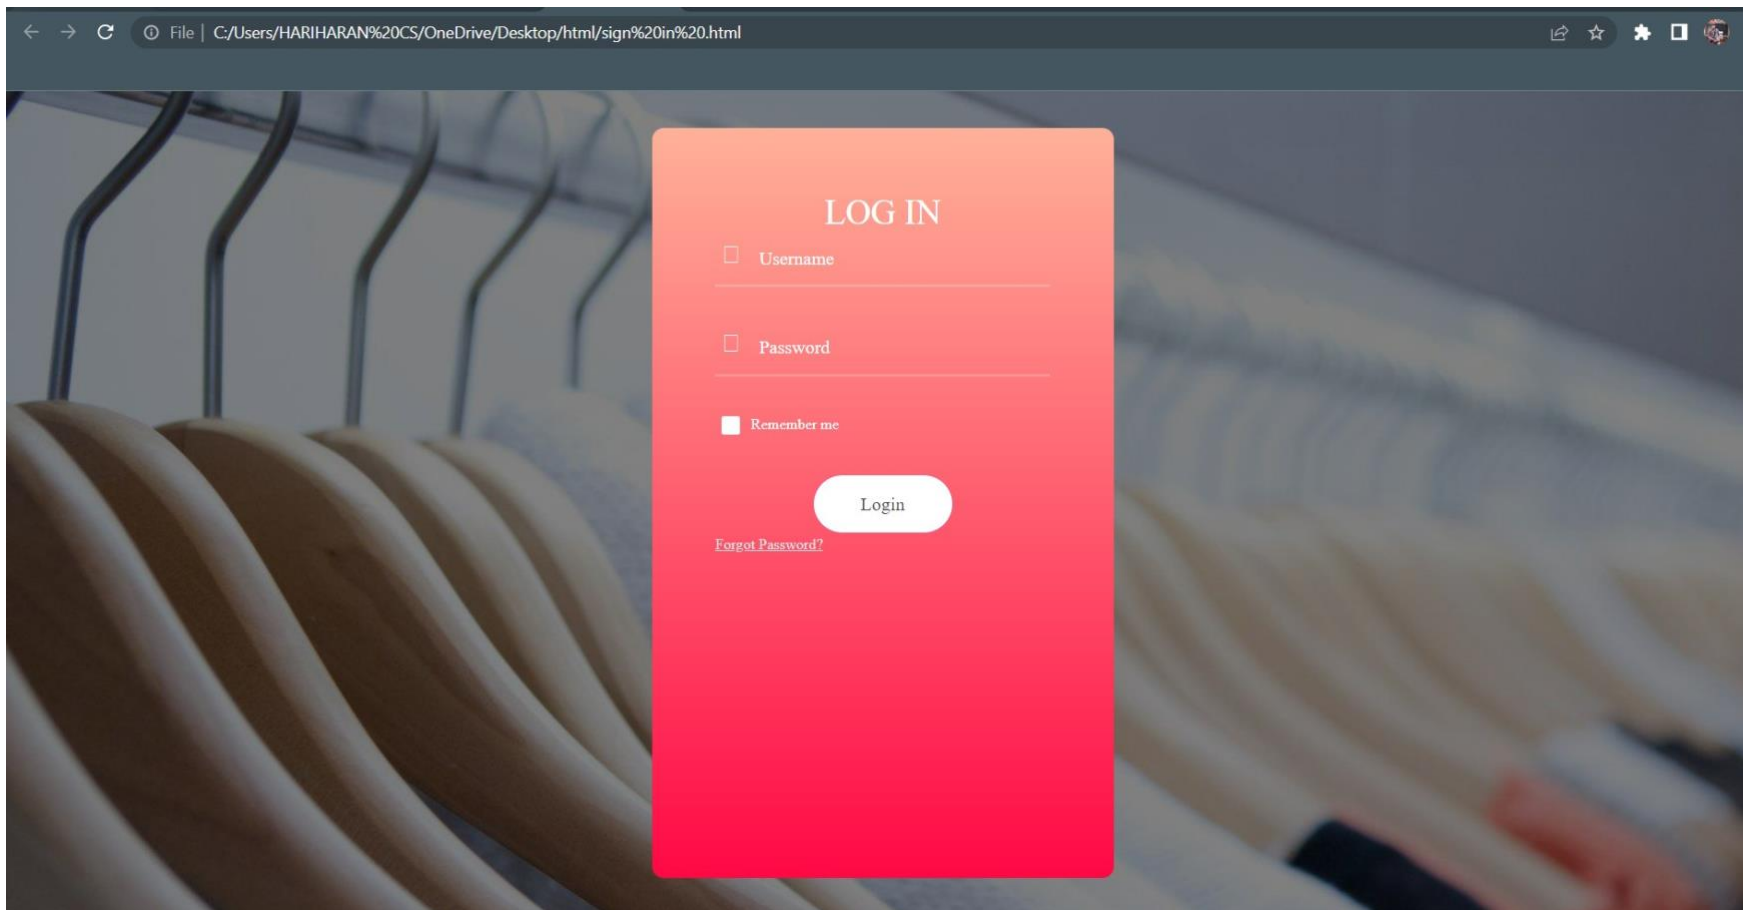 File | C:/Users/HARIHARAN%20CS/OneDrive/Desktop/html/sign%20in%20.html
LOG IN
Username
Password
Remember me
Login
Forgot Password?